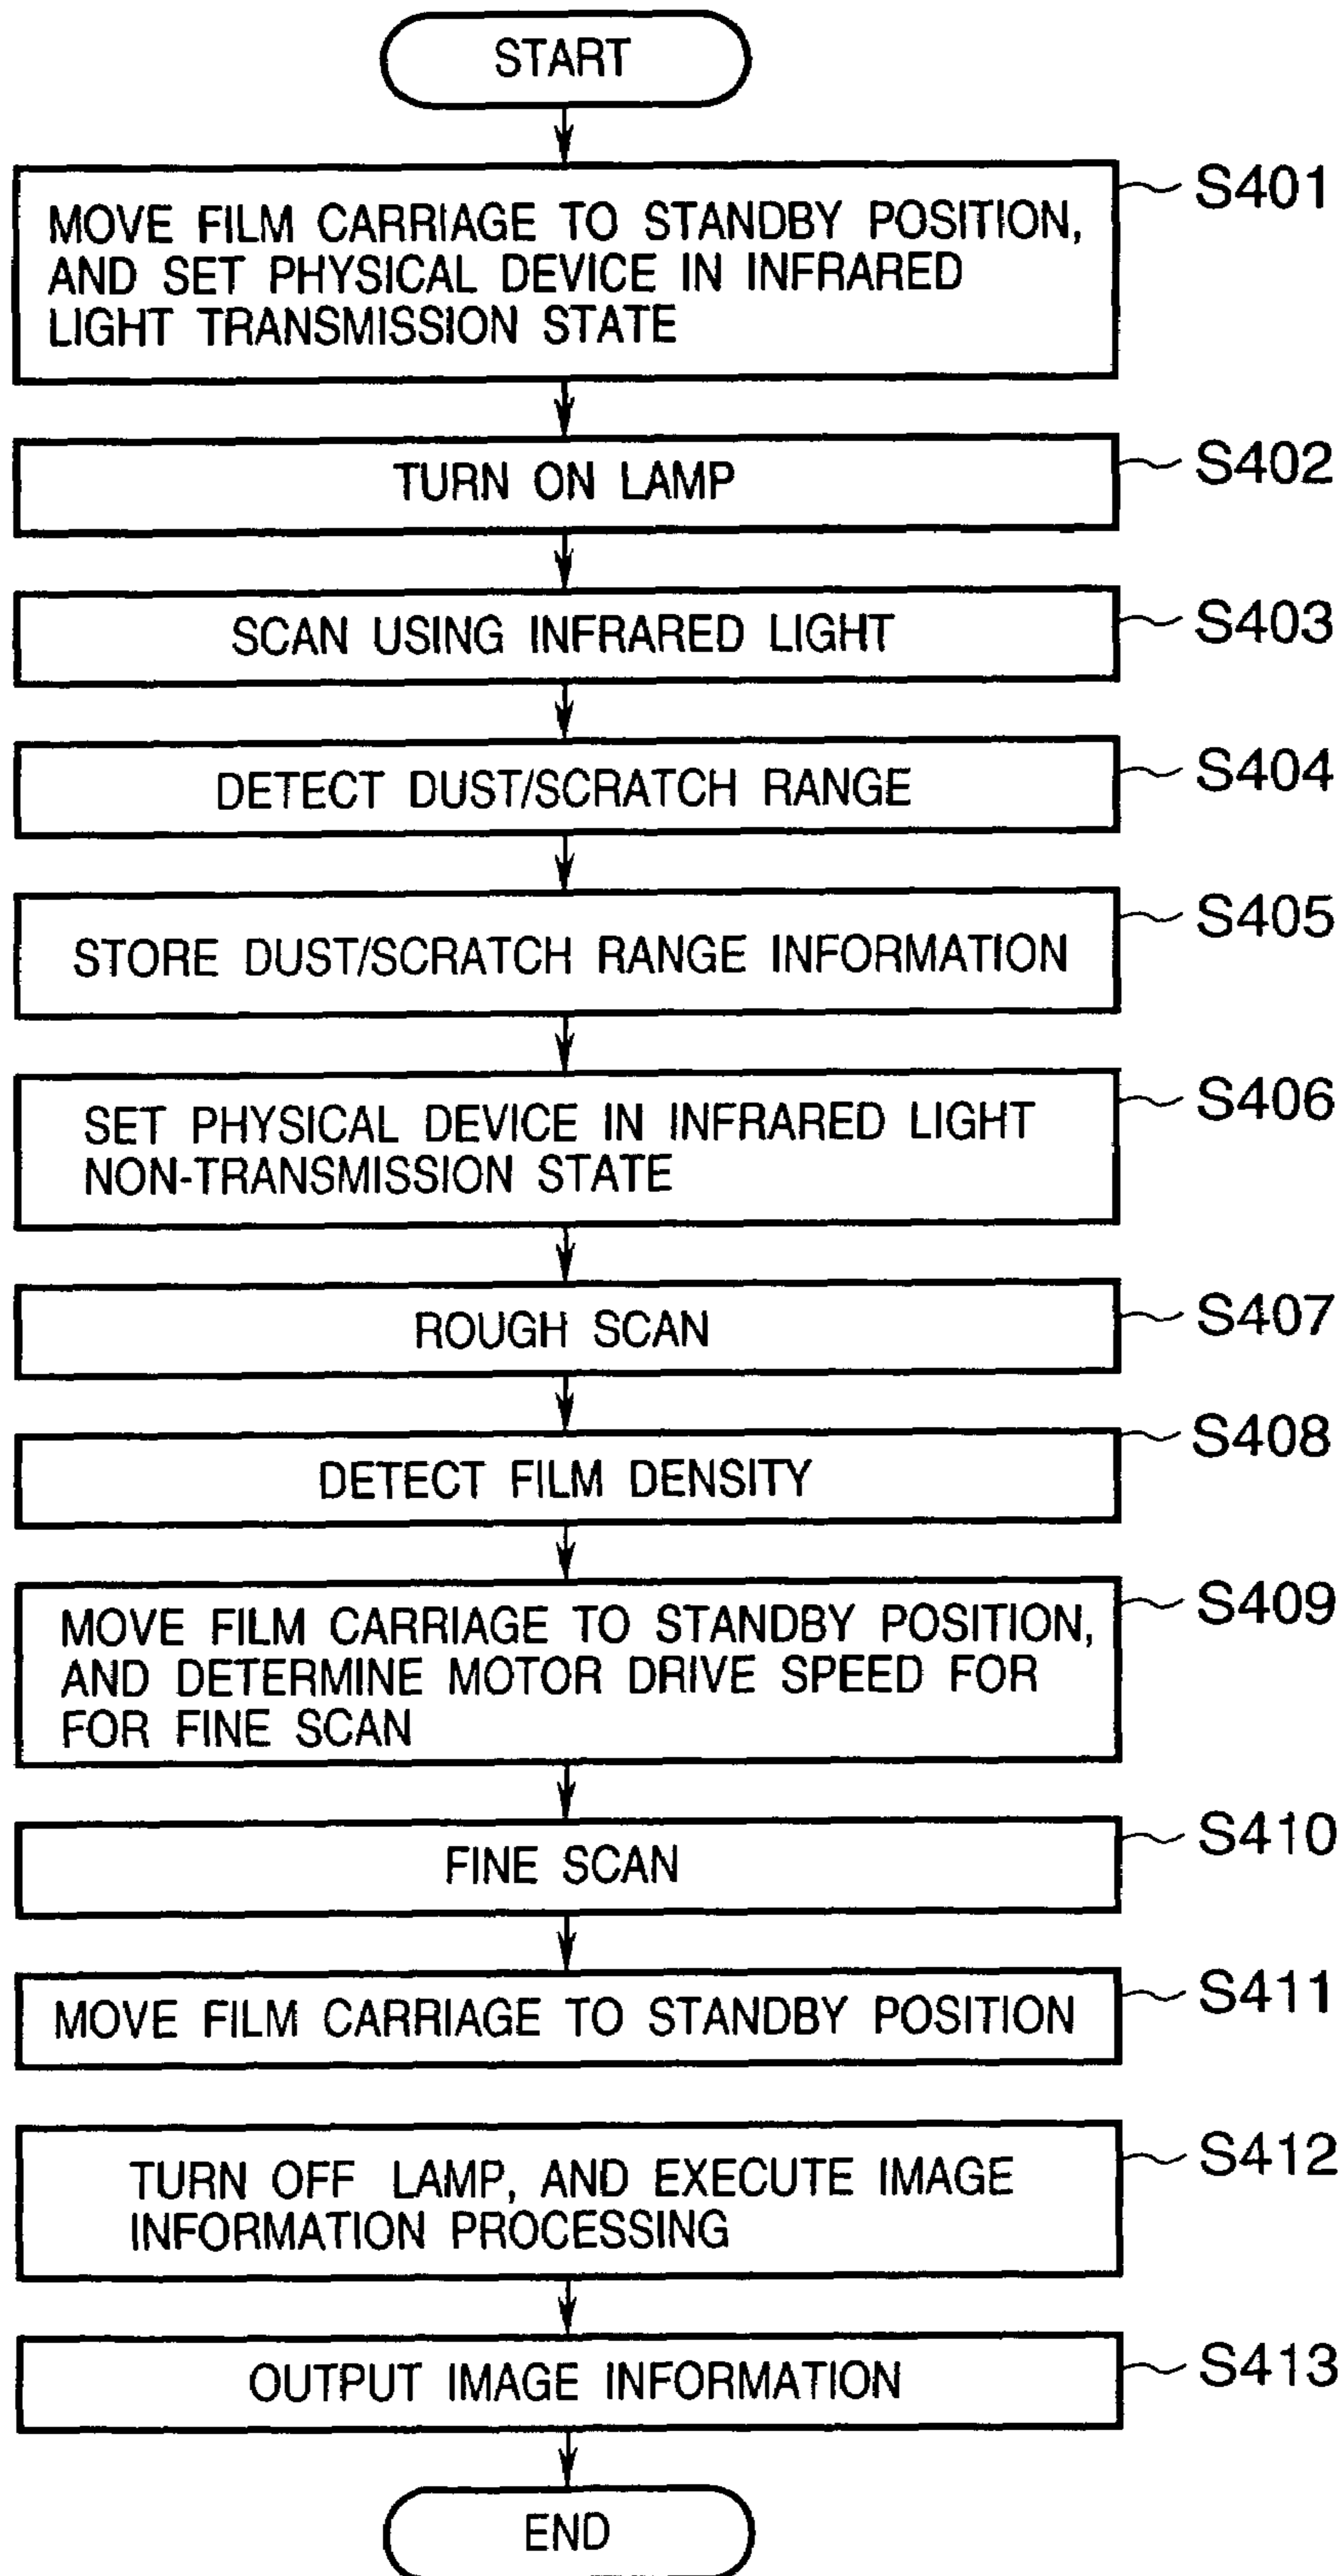 START
MOVE FILM CARRIAGE TO STANDBY POSITION,
AND SET PHYSICAL DEVICE IN INFRARED
LIGHT TRANSMISSION STATE
S401
TURN ON LAMP
S402
SCAN USING INFRARED LIGHT
S403
DETECT DUST/SCRATCH RANGE
S404
STORE DUST/SCRATCH RANGE INFORMATION
S405
SET PHYSICAL DEVICE IN INFRARED LIGHT
NON-TRANSMISSION STATE
S406
ROUGH SCAN
S407
DETECT FILM DENSITY
S408
MOVE FILM CARRIAGE TO STANDBY POSITION,
AND DETERMINE MOTOR DRIVE SPEED FOR
FOR FINE SCAN
S409
FINE SCAN
S410
MOVE FILM CARRIAGE TO STANDBY POSITION
S411
TURN OFF LAMP, AND EXECUTE IMAGE
INFORMATION PROCESSING
S412
OUTPUT IMAGE INFORMATION
S413
END